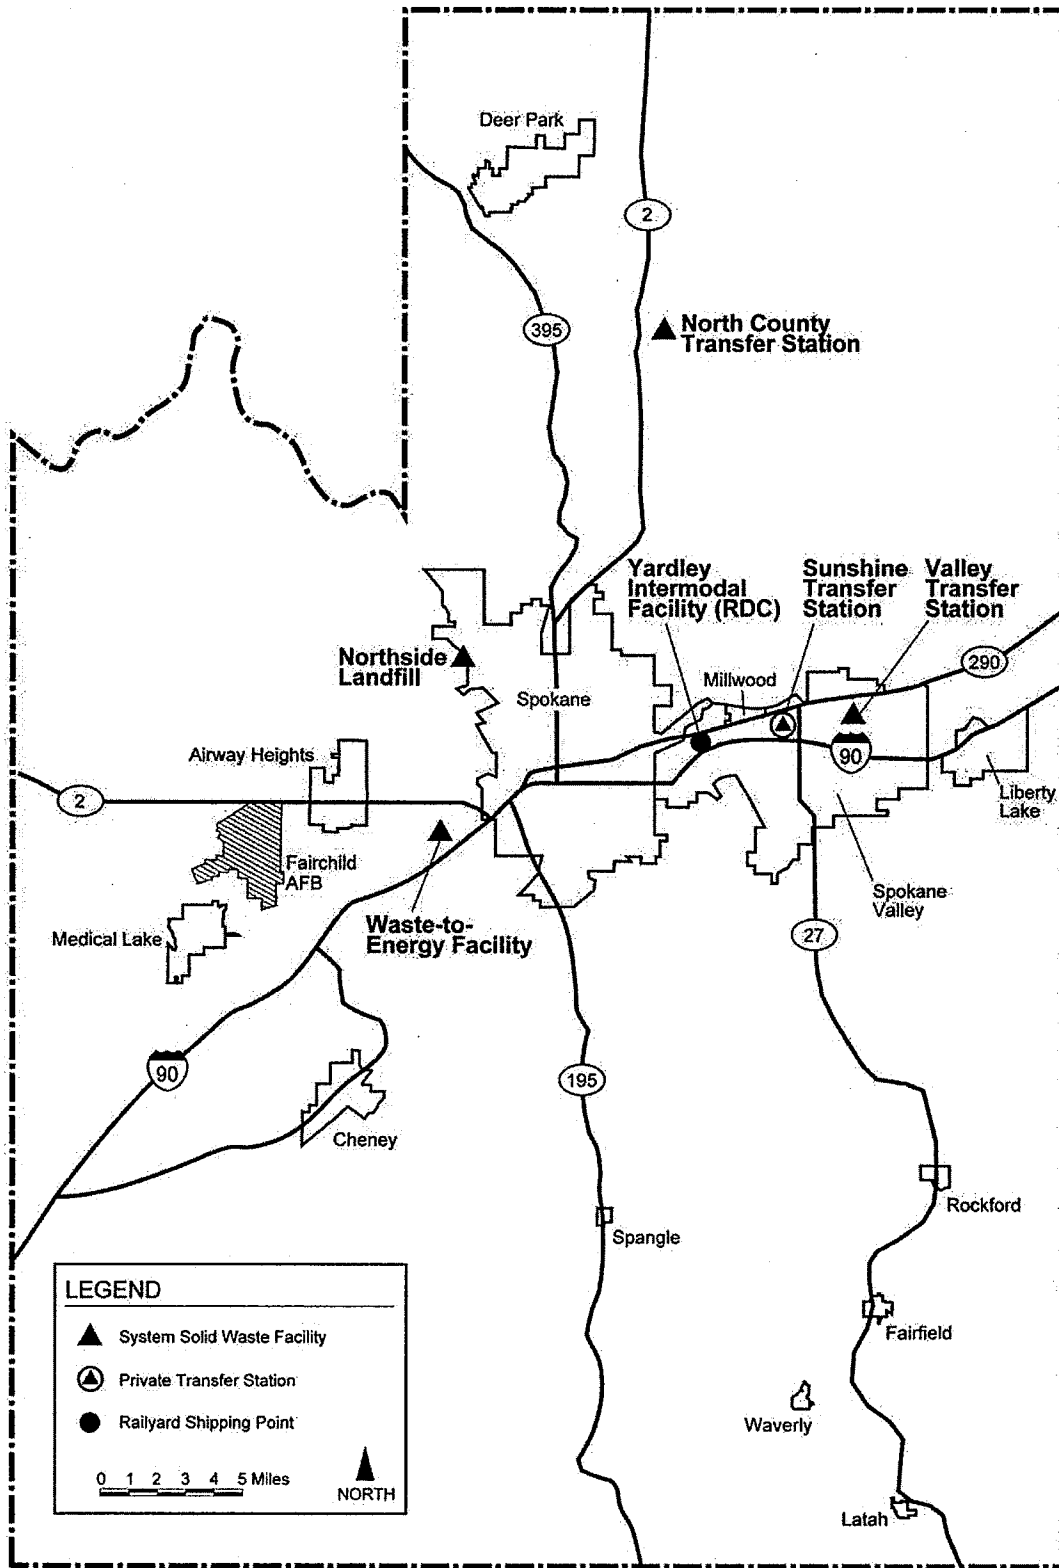 Deer Park
2
395
North County
Transfer Station
Yardley
Intermodal
Facility (RDC)
Sunshine
Transfer
Station
Valley
Transfer
Station
290
Northside
Landfill
Millwood
Spokane
Airway Heights
90
2
Liberty
Lake
Fairchild
AFB
Spokane
Valley
Waste-to-
Energy Facility
Medical Lake
27
90
195
Cheney
Rockford
Spangle
LEGEND
System Solid Waste Facility
Private Transfer Station
Railyard Shipping Point
0 1 2 3 4 5 Miles
NORTH
Fairfield
Waverly
Latah